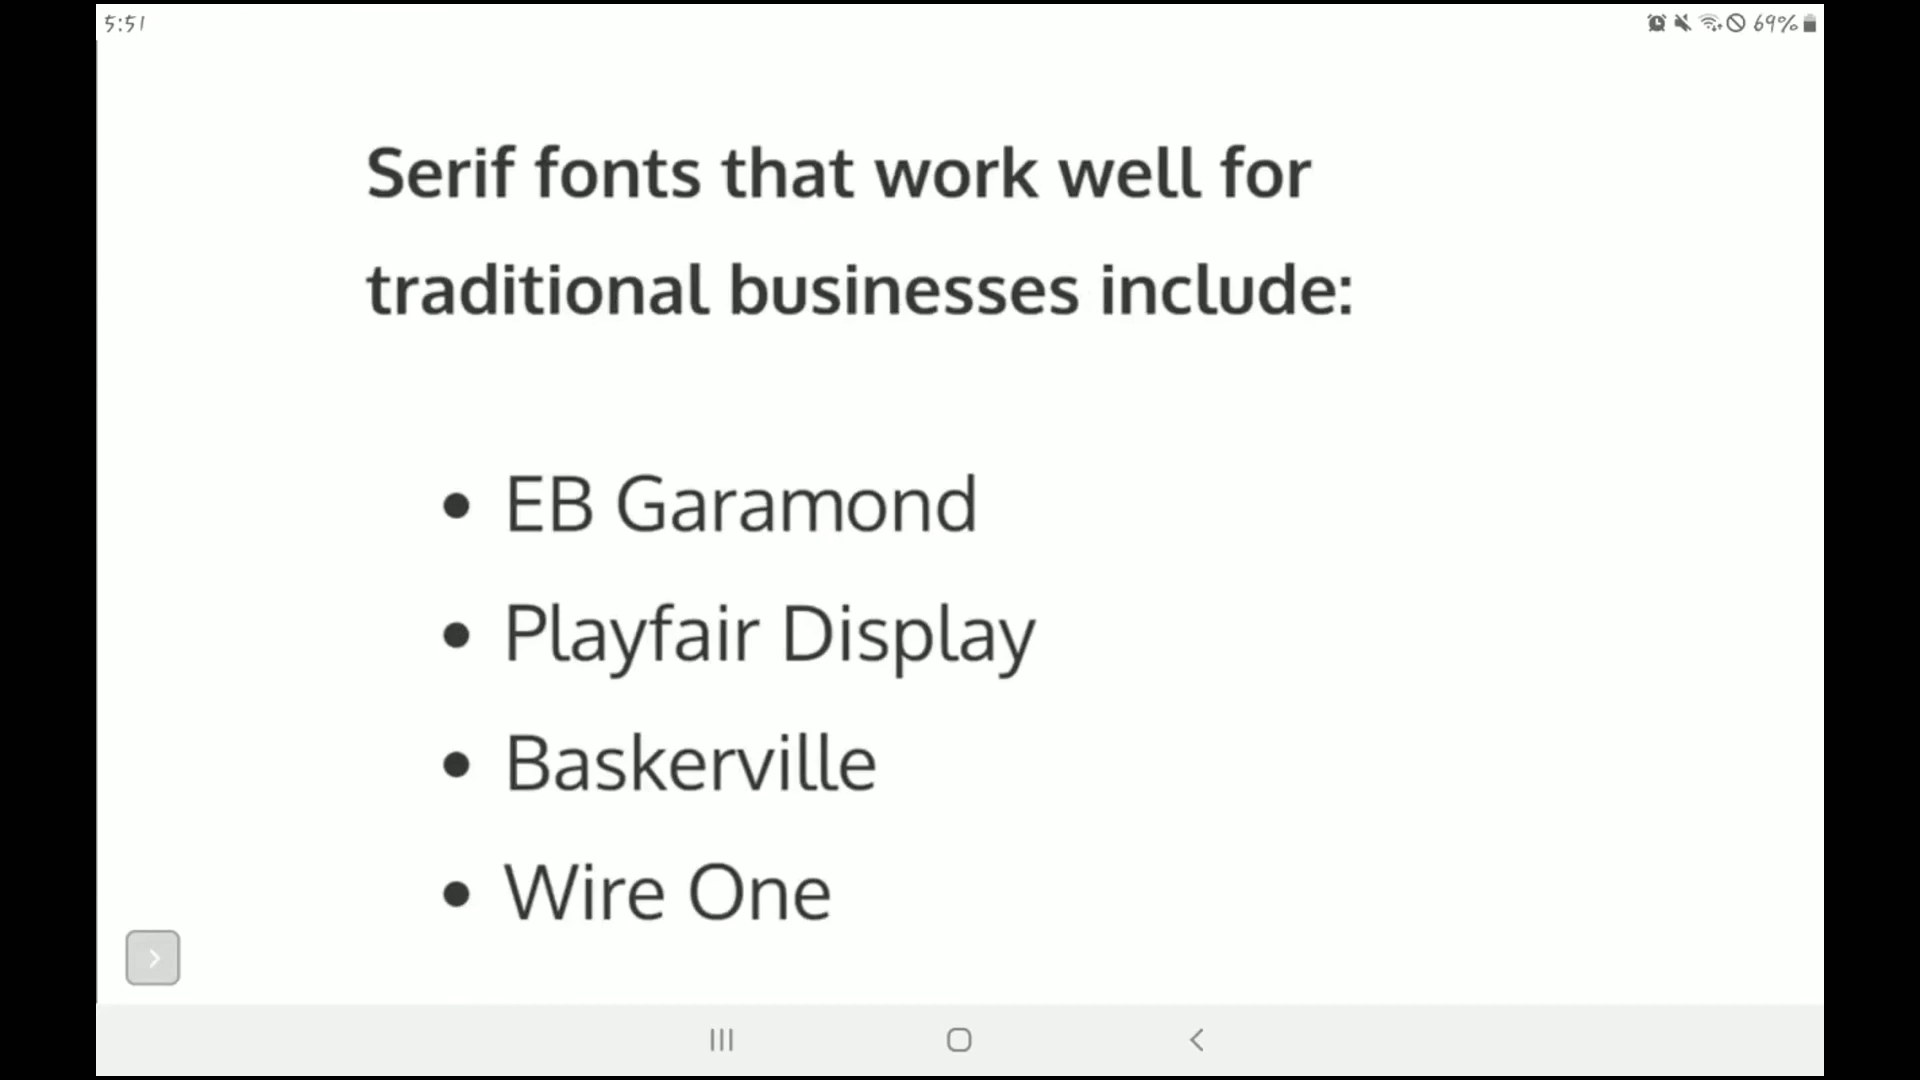 5:51
69%
Serif fonts that work well for
traditional businesses include:
• EB Garamond
• Playfair Display
• Baskerville
• Wire One